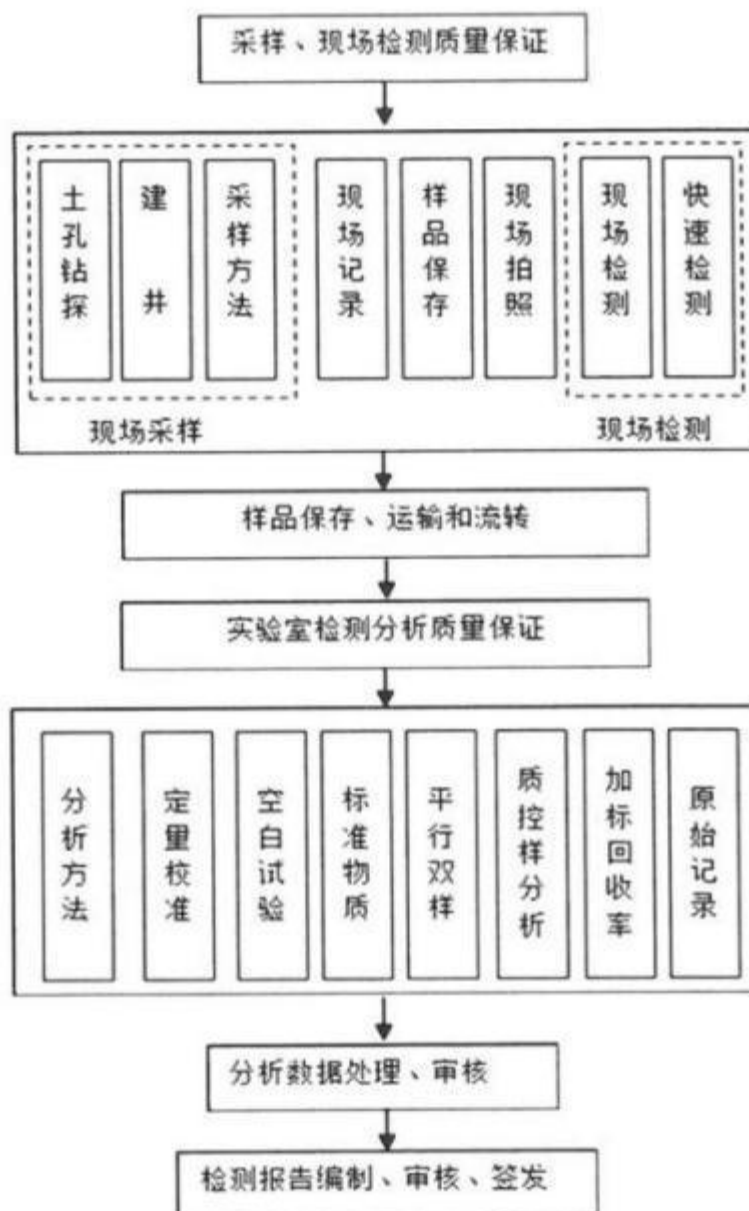 采样、现场检测质量保证
土孔钻探
建井
采样方法
现场记录
样品保存
现场拍照
现场检测
快速检测
现场采样
现场检测
样品保存、运输和流转
实验室检测分析质量保证
分析方法
定量校准
空白试验
标准物质
平行双样
质控样分析
加标回收率
原始记录
分析数据处理、审核
检测报告编制、审核、签发